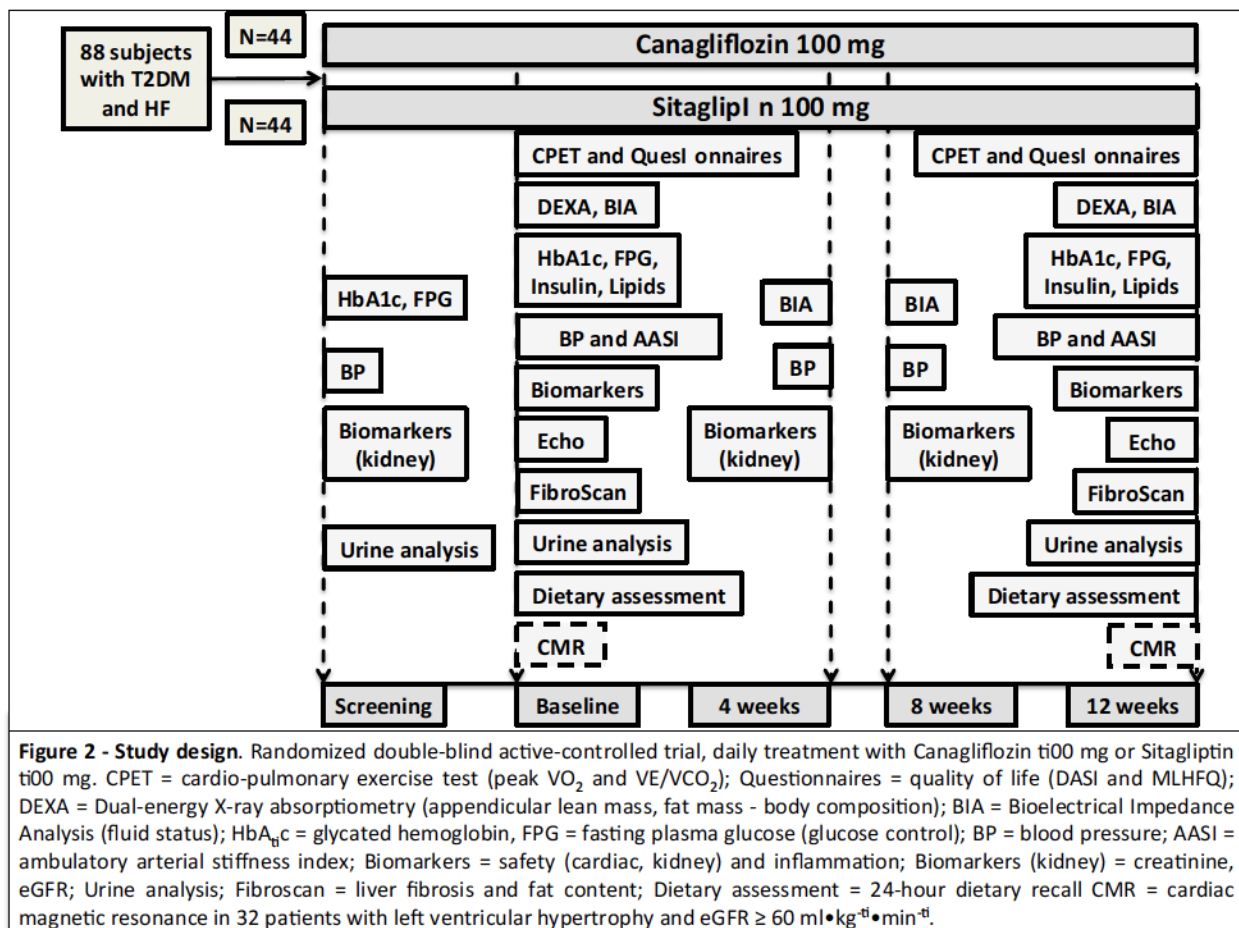 N=44
88 subjects
with T2DM
and HF
N=44
Canagliflozin 100 mg
SitaglipI n 100 mg
CPET and QuesI onnaires
CPET and QuesI onnaires
DEXA, BIA
DEXA, BIA
HbA1c, FPG,
Insulin, Lipids
HbA1c, FPG,
Insulin, Lipids
HbA1c, FPG
BIA
BIA
BP and AASI
BP and AASI
BP
BP
BP
Biomarkers
Biomarkers
Biomarkers
(kidney)
Echo
Biomarkers
(kidney)
Biomarkers
(kidney)
Echo
FibroScan
FibroScan
Urine analysis
Urine analysis
Urine analysis
Dietary assessment
Dietary assessment
CMR
CMR
Screening
Baseline
4 weeks
8 weeks
12 weeks
Figure 2 - Study design. Randomized double-blind active-controlled trial, daily treatment with Canagliflozin ti00 mg or Sitagliptin
ti00 mg. CPET = cardio-pulmonary exercise test (peak VO₂ and VE/VCO₂); Questionnaires = quality of life (DASI and MLHFQ);
DEXA = Dual-energy X-ray absorptiometry (appendicular lean mass, fat mass - body composition); BIA = Bioelectrical Impedance
Analysis (fluid status); HbAtic = glycated hemoglobin, FPG = fasting plasma glucose (glucose control); BP = blood pressure; AASI =
ambulatory arterial stiffness index; Biomarkers = safety (cardiac, kidney) and inflammation; Biomarkers (kidney) = creatinine,
eGFR; Urine analysis; Fibroscan = liver fibrosis and fat content; Dietary assessment = 24-hour dietary recall CMR = cardiac
magnetic resonance in 32 patients with left ventricular hypertrophy and eGFR ≥ 60 ml•kg⁻ᵗⁱ•min⁻ᵗⁱ.